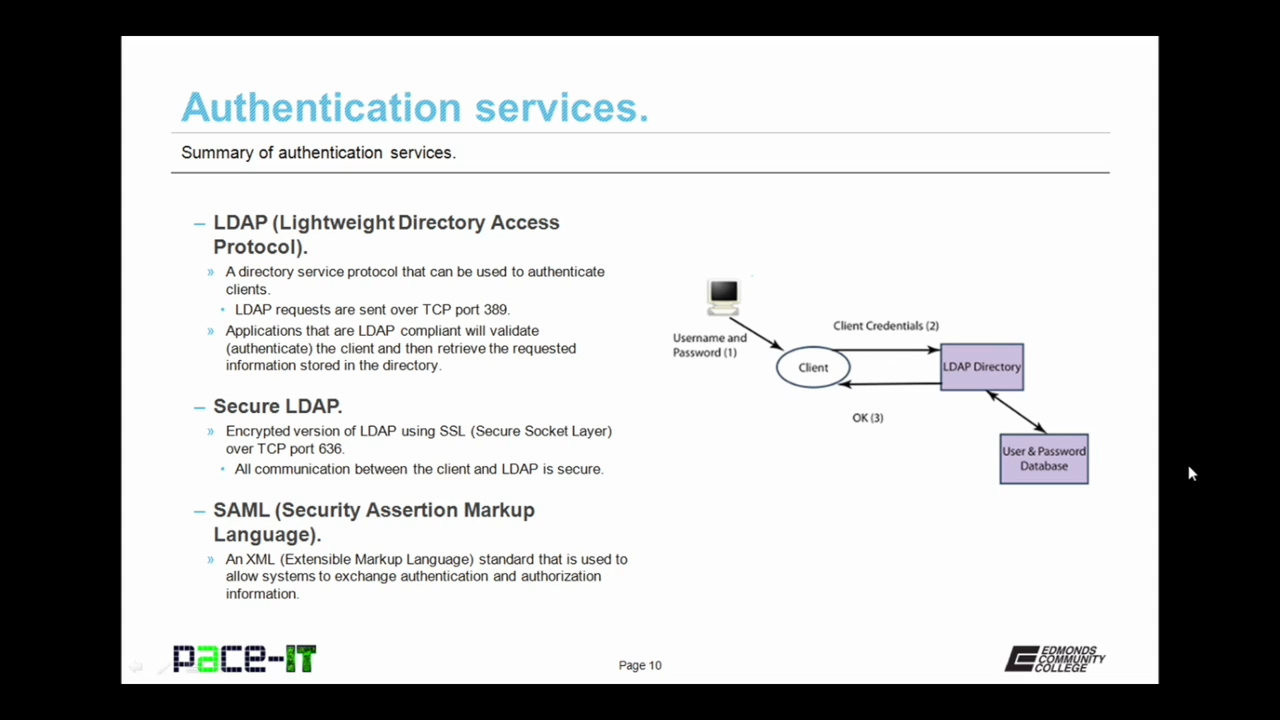 Authentication services.
Summary of authentication services.
– LDAP (Lightweight Directory Access
Protocol).
» A directory service protocol that can be used to authenticate
clients.
• LDAP requests are sent over TCP port 389.
» Applications that are LDAP compliant will validate
(authenticate) the client and then retrieve the requested
information stored in the directory.
– Secure LDAP.
» Encrypted version of LDAP using SSL (Secure Socket Layer)
over TCP port 636.
• All communication between the client and LDAP is secure.
– SAML (Security Assertion Markup
Language).
» An XML (Extensible Markup Language) standard that is used to
allow systems to exchange authentication and authorization
information.
Username and
Password (1)
Client
Client Credentials (2)
LDAP Directory
OK (3)
User & Password
Database
pace-IT
Page 10
EDMONDS
COMMUNITY
COLLEGE